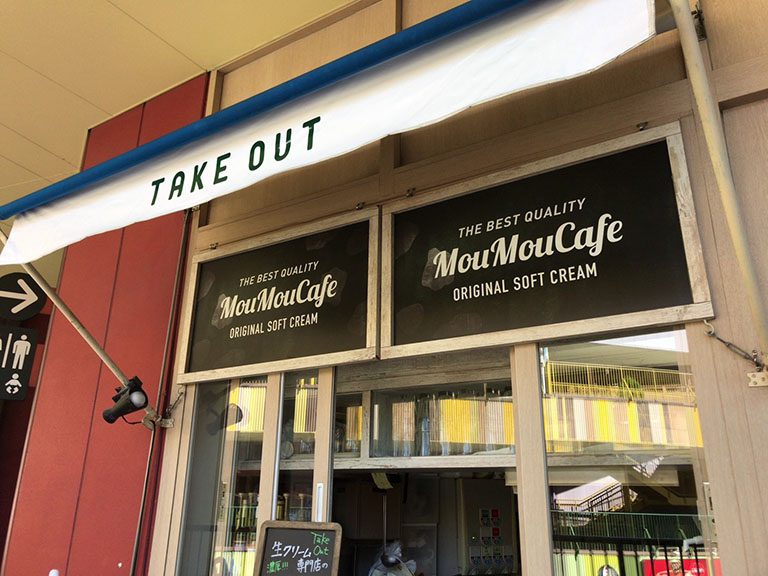 TAKE OUT
THE BEST QUALITY
MouMouCafe
ORIGINAL SOFT CREAM
THE BEST QUALITY
MouMouCafe
ORIGINAL SOFT CREAM
Take
Out
生クリーム
濃厚!!! 専門店の